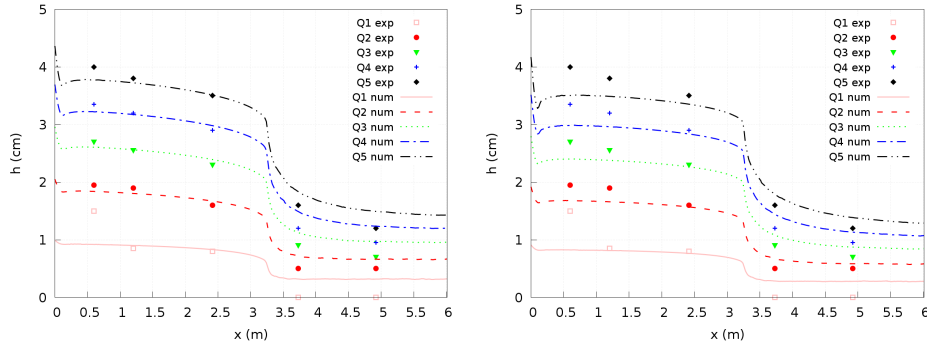 5
4
3
2
1
0
h (cm)
0 0.5 1 1.5 2 2.5 3 3.5 4 4.5 5 5.5 6
x (m)
Q1 exp
Q2 exp
Q3 exp
Q4 exp
Q5 exp
Q1 num
Q2 num
Q3 num
Q4 num
Q5 num
5
4
3
2
1
0
h (cm)
0 0.5 1 1.5 2 2.5 3 3.5 4 4.5 5 5.5 6
x (m)
Q1 exp
Q2 exp
Q3 exp
Q4 exp
Q5 exp
Q1 num
Q2 num
Q3 num
Q4 num
Q5 num